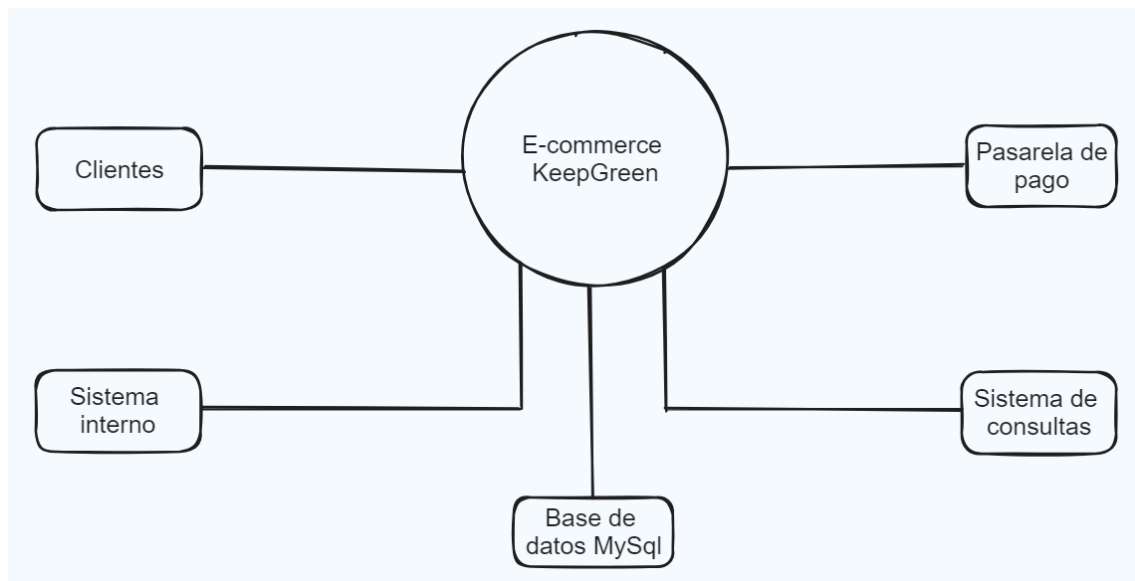 E-commerce
KeepGreen
Clientes
Pasarela de
pago
Sistema
interno
Sistema de
consultas
Base de
datos MySql